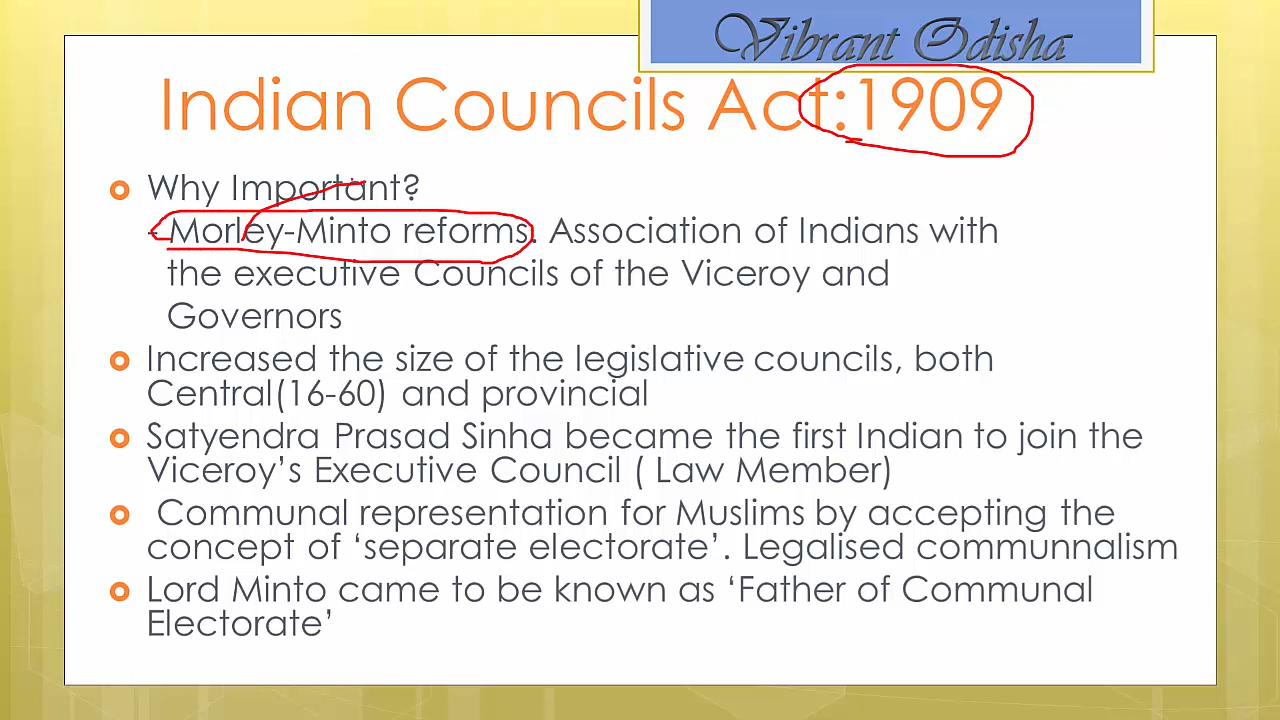 Vibrant Odisha
Indian Councils Act:1909
Why Important?
- Morley-Minto reforms. Association of Indians with
the executive Councils of the Viceroy and
Governors
Increased the size of the legislative councils, both
Central(16-60) and provincial
Satyendra Prasad Sinha became the first Indian to join the
Viceroy’s Executive Council ( Law Member)
Communal representation for Muslims by accepting the
concept of ‘separate electorate’. Legalised communnalism
Lord Minto came to be known as ‘Father of Communal
Electorate’